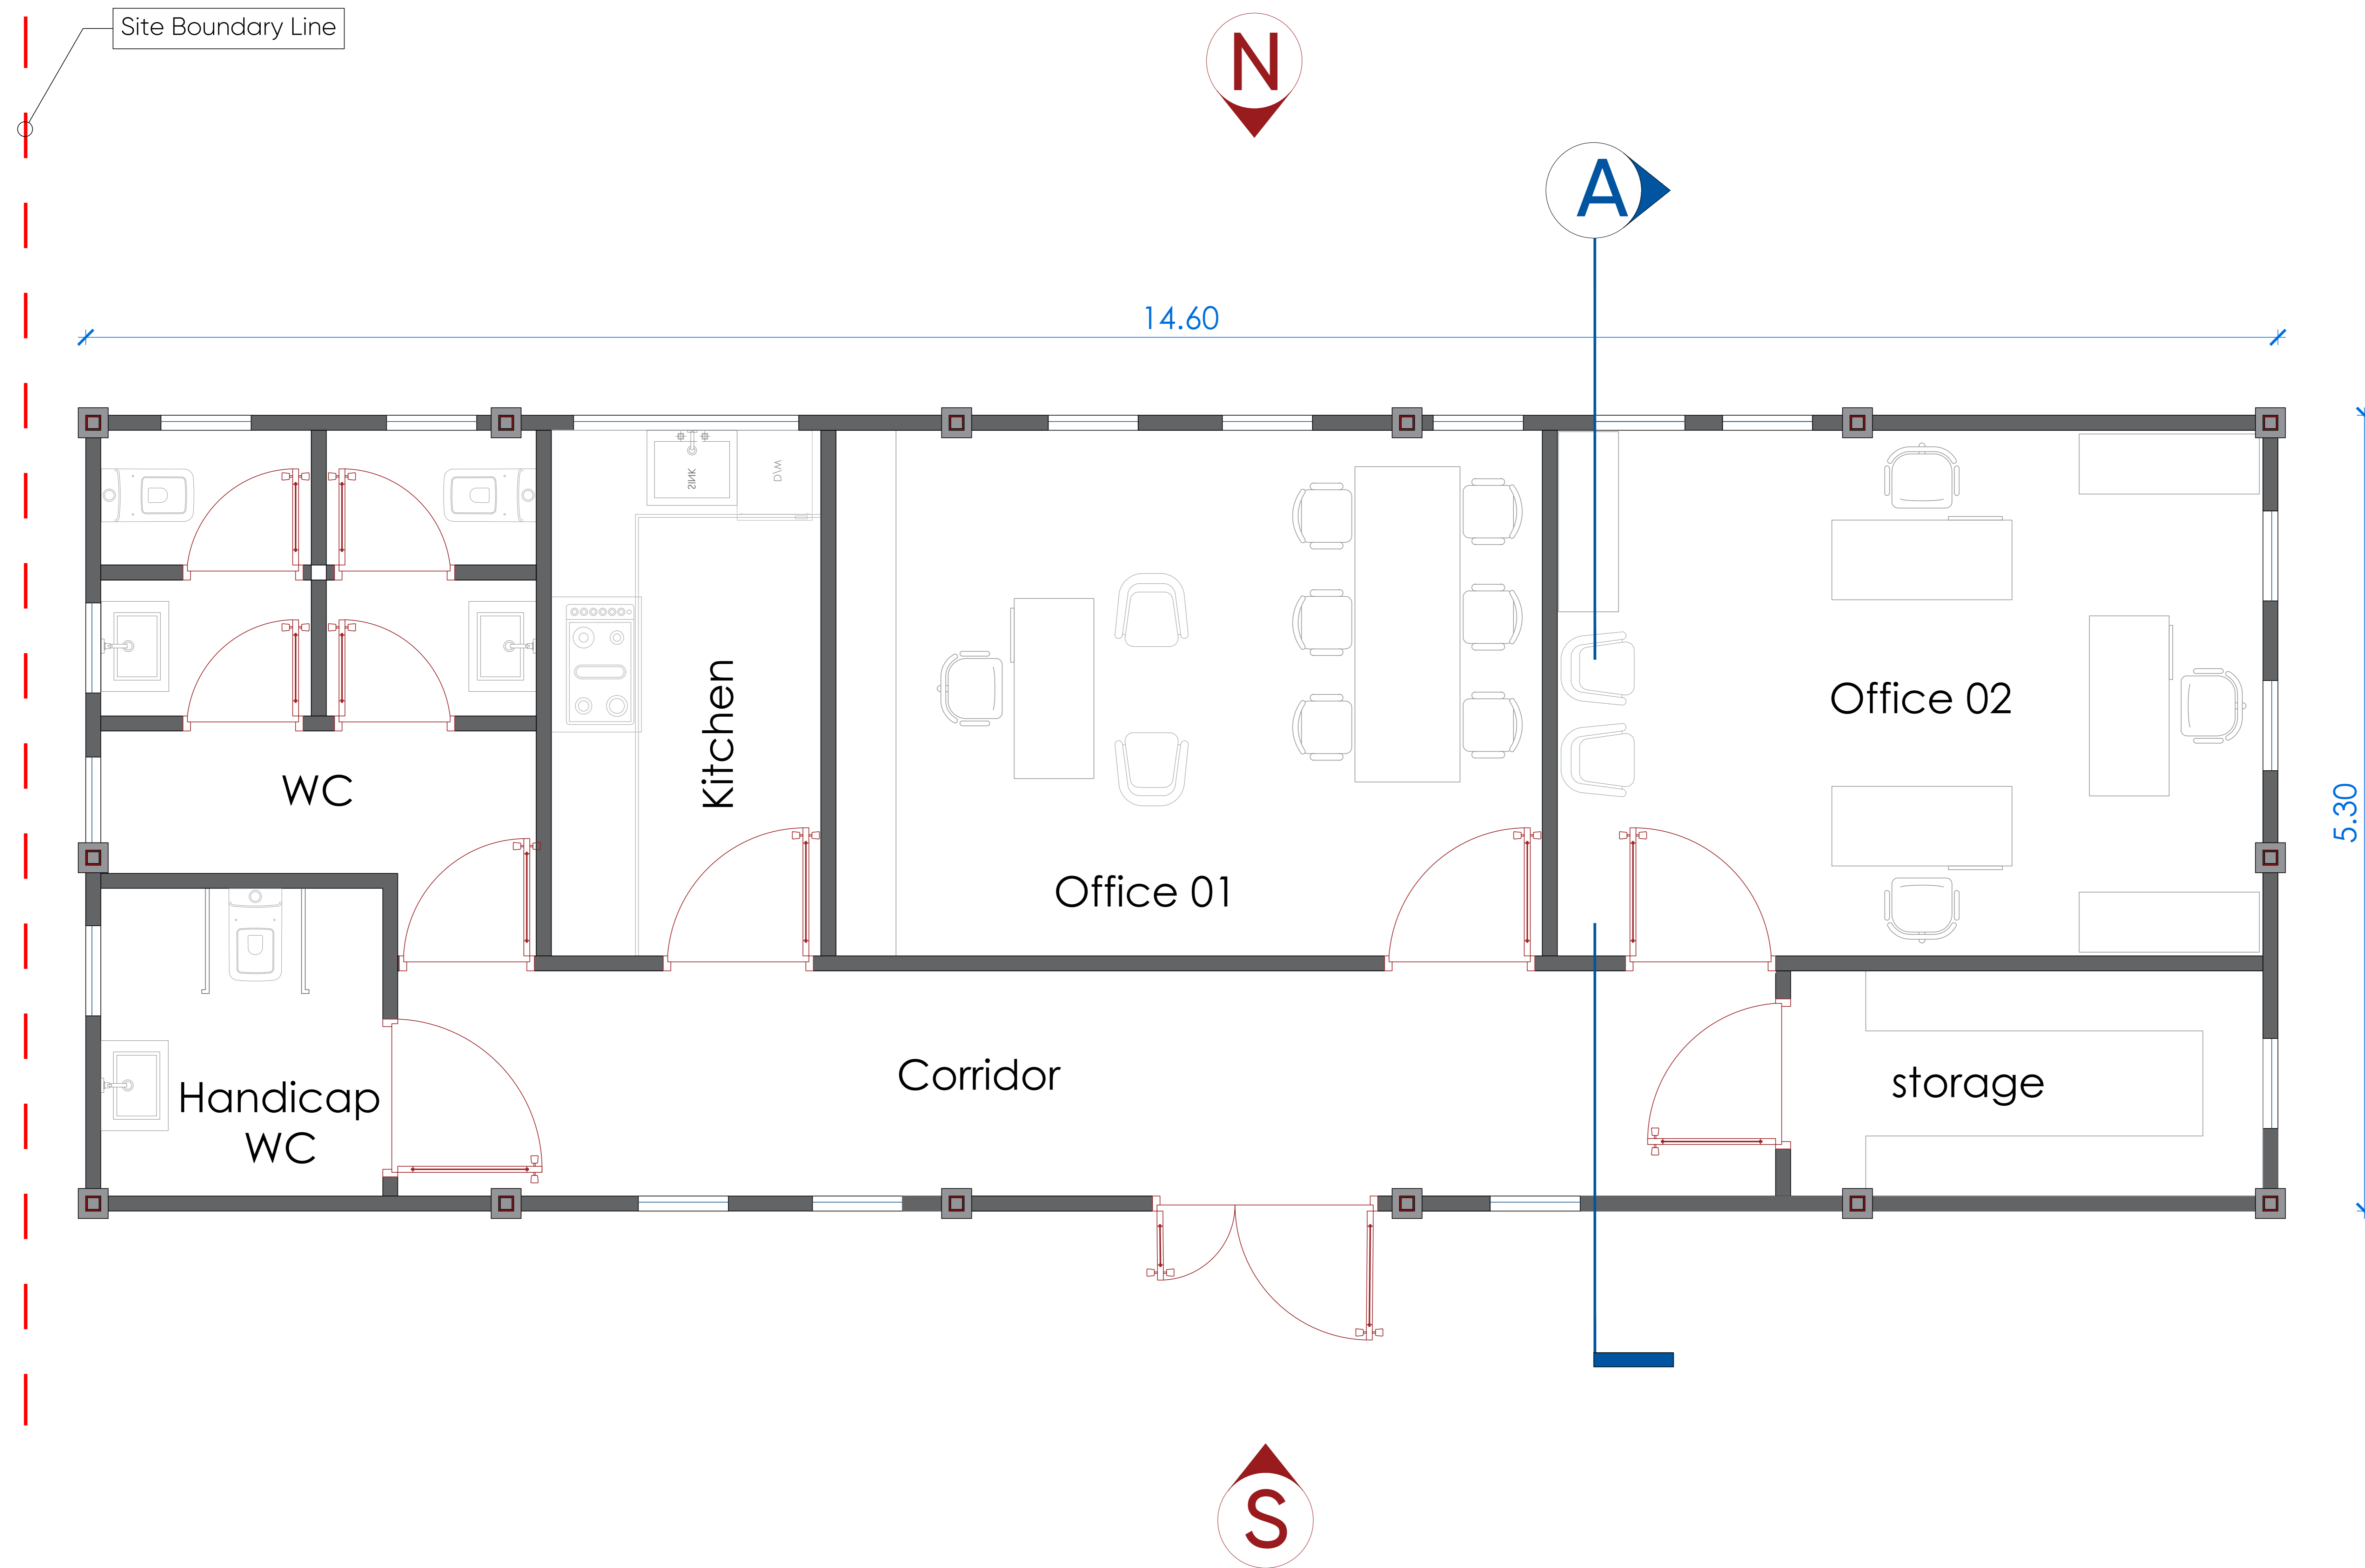 Site Boundary Line
N
A
14.60
SINK
D\W
Kitchen
Office 02
WC
5.30
Office 01
Corridor
storage
Handicap
WC
S